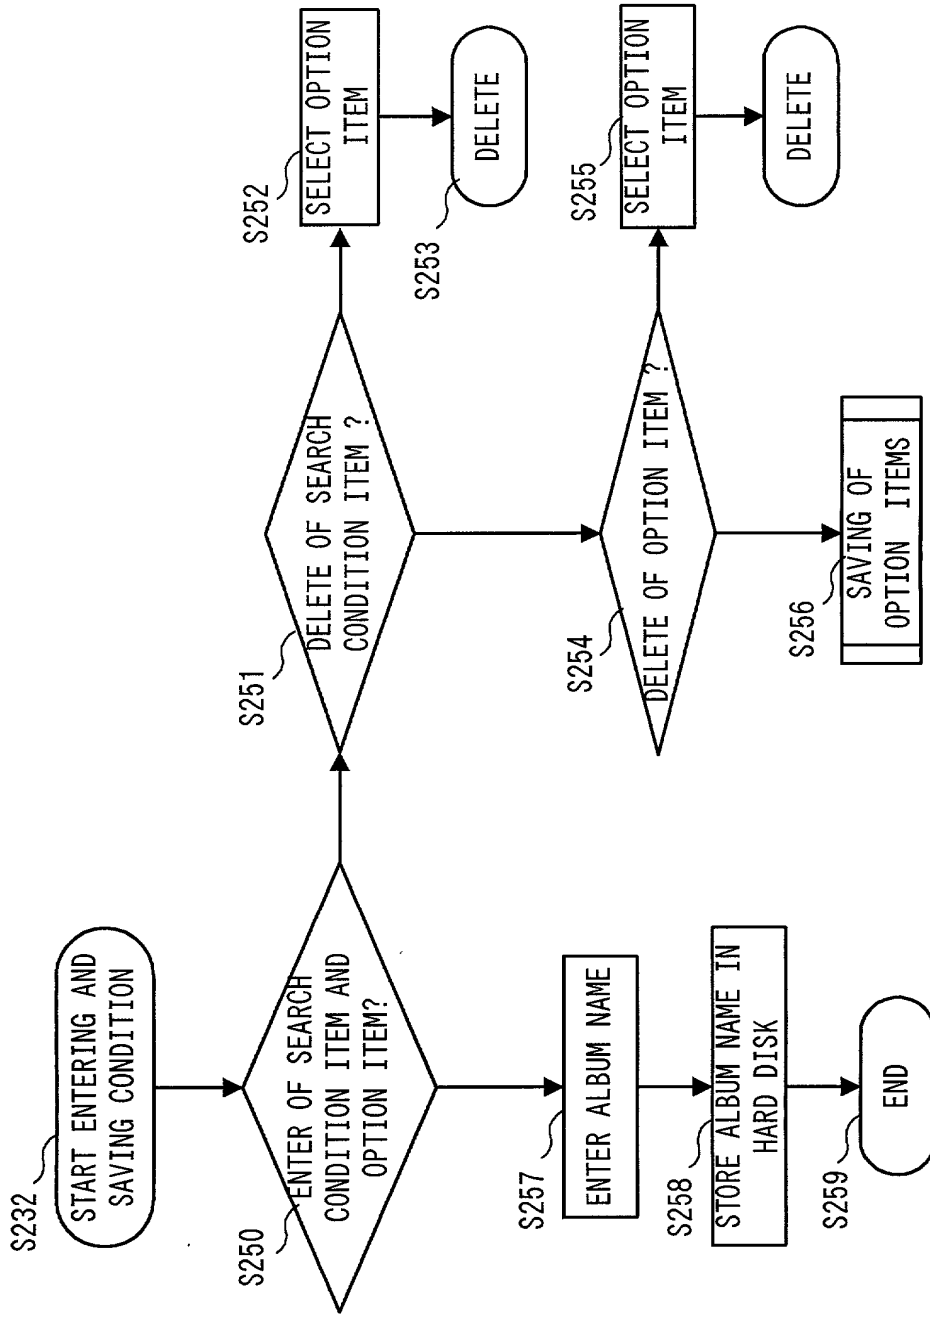 S232
START ENTERING AND
SAVING CONDITION
S250
ENTER OF SEARCH
CONDITION ITEM AND
OPTION ITEM?
S257
ENTER ALBUM NAME
S258
STORE ALBUM NAME IN
HARD DISK
S259
END
S251
DELETE OF SEARCH
CONDITION ITEM ?
S252
SELECT OPTION
ITEM
S253
DELETE
S254
DELETE OF OPTION ITEM ?
S255
SELECT OPTION
ITEM
DELETE
S256
SAVING OF
OPTION ITEMS